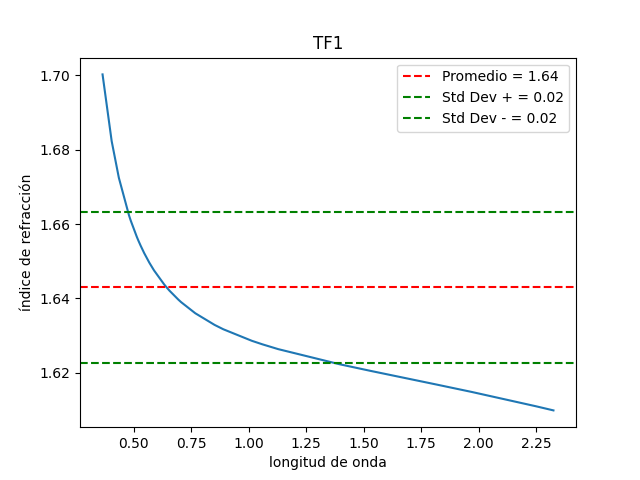 TF1
Promedio = 1.64
Std Dev + = 0.02
Std Dev - = 0.02
índice de refracción
1.70
1.68
1.66
1.64
1.62
0.50 0.75 1.00 1.25 1.50 1.75 2.00 2.25
longitud de onda